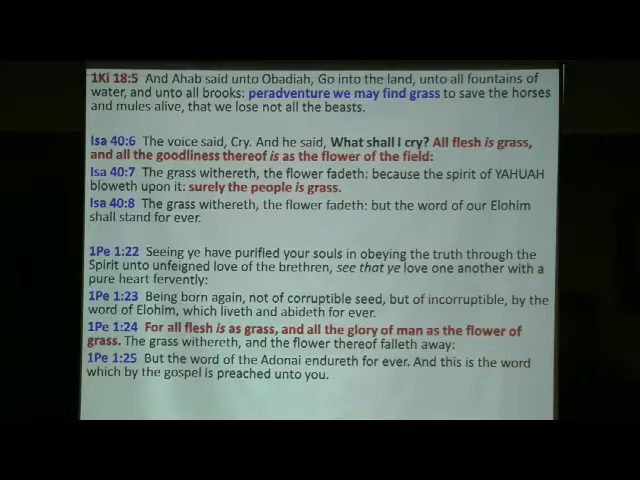 1Ki 18:5 And Ahab said unto Obadiah, Go into the land, unto all fountains of
water, and unto all brooks: peradventure we may find grass to save the horses
and mules alive, that we lose not all the beasts.
Isa 40:6 The voice said, Cry. And he said, What shall I cry? All flesh is grass,
and all the goodliness thereof is as the flower of the field:
Isa 40:7 The grass withereth, the flower fadeth: because the spirit of YAHUAH
bloweth upon it: surely the people is grass.
Isa 40:8 The grass withereth, the flower fadeth: but the word of our Elohim
shall stand for ever.
1Pe 1:22 Seeing ye have purified your souls in obeying the truth through the
Spirit unto unfeigned love of the brethren, see that ye love one another with a
pure heart fervently:
1Pe 1:23 Being born again, not of corruptible seed, but of incorruptible, by the
word of Elohim, which liveth and abideth for ever.
1Pe 1:24 For all flesh is as grass, and all the glory of man as the flower of
grass. The grass withereth, and the flower thereof falleth away:
1Pe 1:25 But the word of the Adonai endureth for ever. And this is the word
which by the gospel is preached unto you.